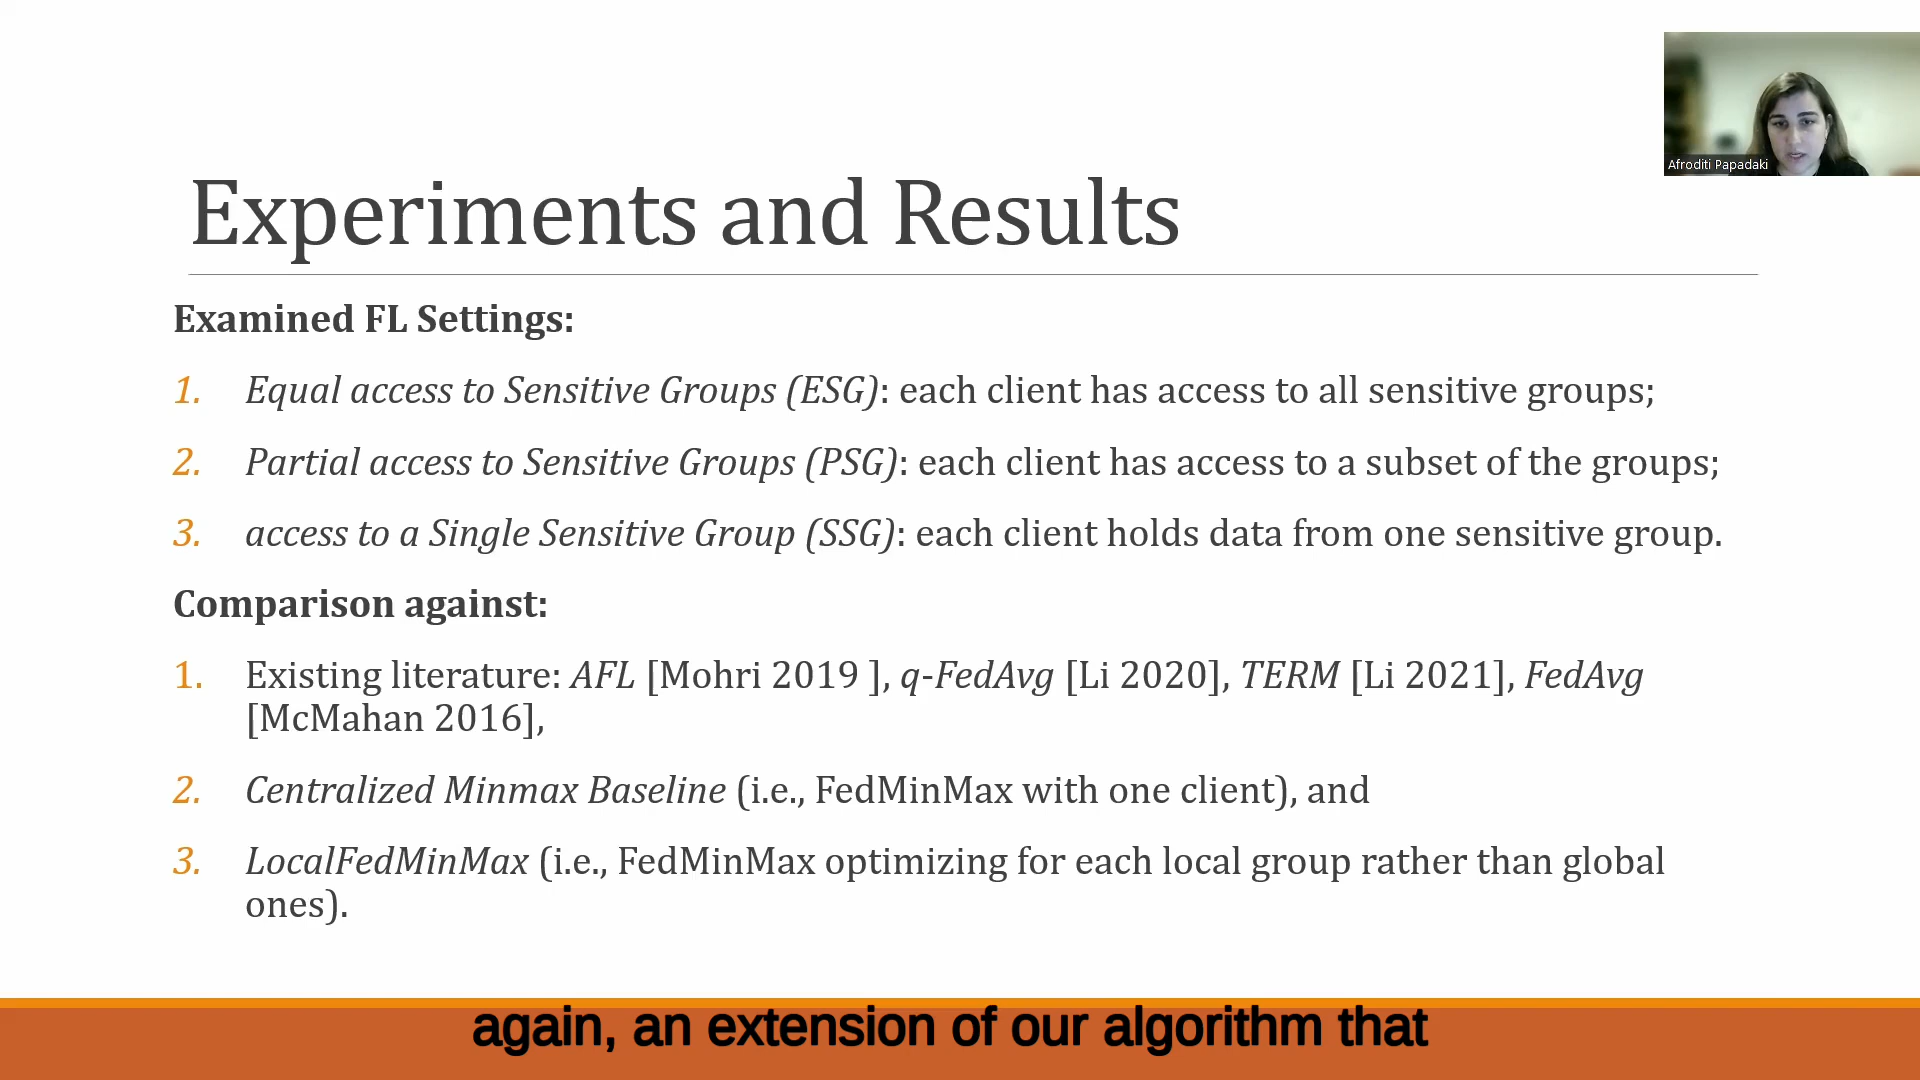 Afroditi Papadaki
Experiments and Results
Examined FL Settings:
1. Equal access to Sensitive Groups (ESG): each client has access to all sensitive groups;
2. Partial access to Sensitive Groups (PSG): each client has access to a subset of the groups;
3. access to a Single Sensitive Group (SSG): each client holds data from one sensitive group.
Comparison against:
1. Existing literature: AFL [Mohri 2019 ], q-FedAvg [Li 2020], TERM [Li 2021], FedAvg
[McMahan 2016],
2. Centralized Minmax Baseline (i.e., FedMinMax with one client), and
3. LocalFedMinMax (i.e., FedMinMax optimizing for each local group rather than global
ones).
again, an extension of our algorithm that